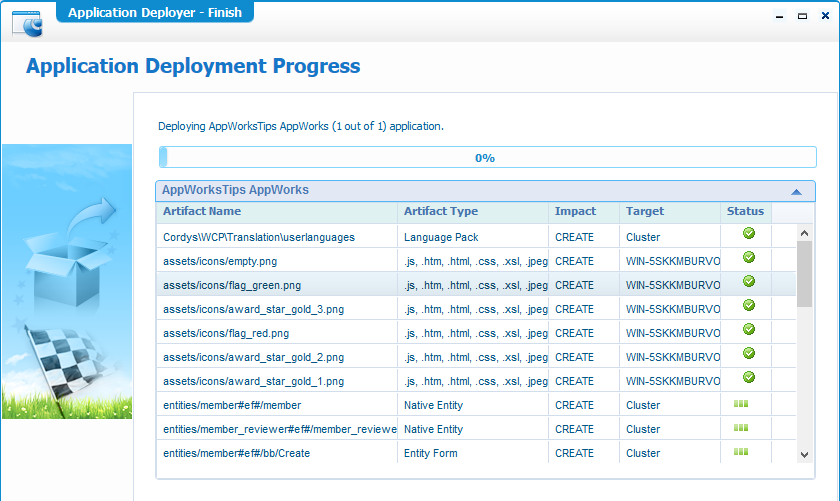 Application Deployer - Finish
Application Deployment Progress
Deploying AppWorksTips AppWorks (1 out of 1) application.
0%
AppWorksTips AppWorks
Artifact Name Artifact Type Impact Target Status
Cordys\WCP\Translation\userlanguages Language Pack CREATE Cluster
assets/icons/empty.png .js, .htm, .html, .css, .xsl, .jpeg CREATE WIN-5SKKMBURVO
assets/icons/flag_green.png .js, .htm, .html, .css, .xsl, .jpeg CREATE WIN-5SKKMBURVO
assets/icons/award_star_gold_3.png .js, .htm, .html, .css, .xsl, .jpeg CREATE WIN-5SKKMBURVO
assets/icons/flag_red.png .js, .htm, .html, .css, .xsl, .jpeg CREATE WIN-5SKKMBURVO
assets/icons/award_star_gold_2.png .js, .htm, .html, .css, .xsl, .jpeg CREATE WIN-5SKKMBURVO
assets/icons/award_star_gold_1.png .js, .htm, .html, .css, .xsl, .jpeg CREATE WIN-5SKKMBURVO
entities/member#ef#/member Native Entity CREATE Cluster
entities/member_reviewer#ef#/member_reviewe Native Entity CREATE Cluster
entities/member#ef#/bb/Create Entity Form CREATE Cluster